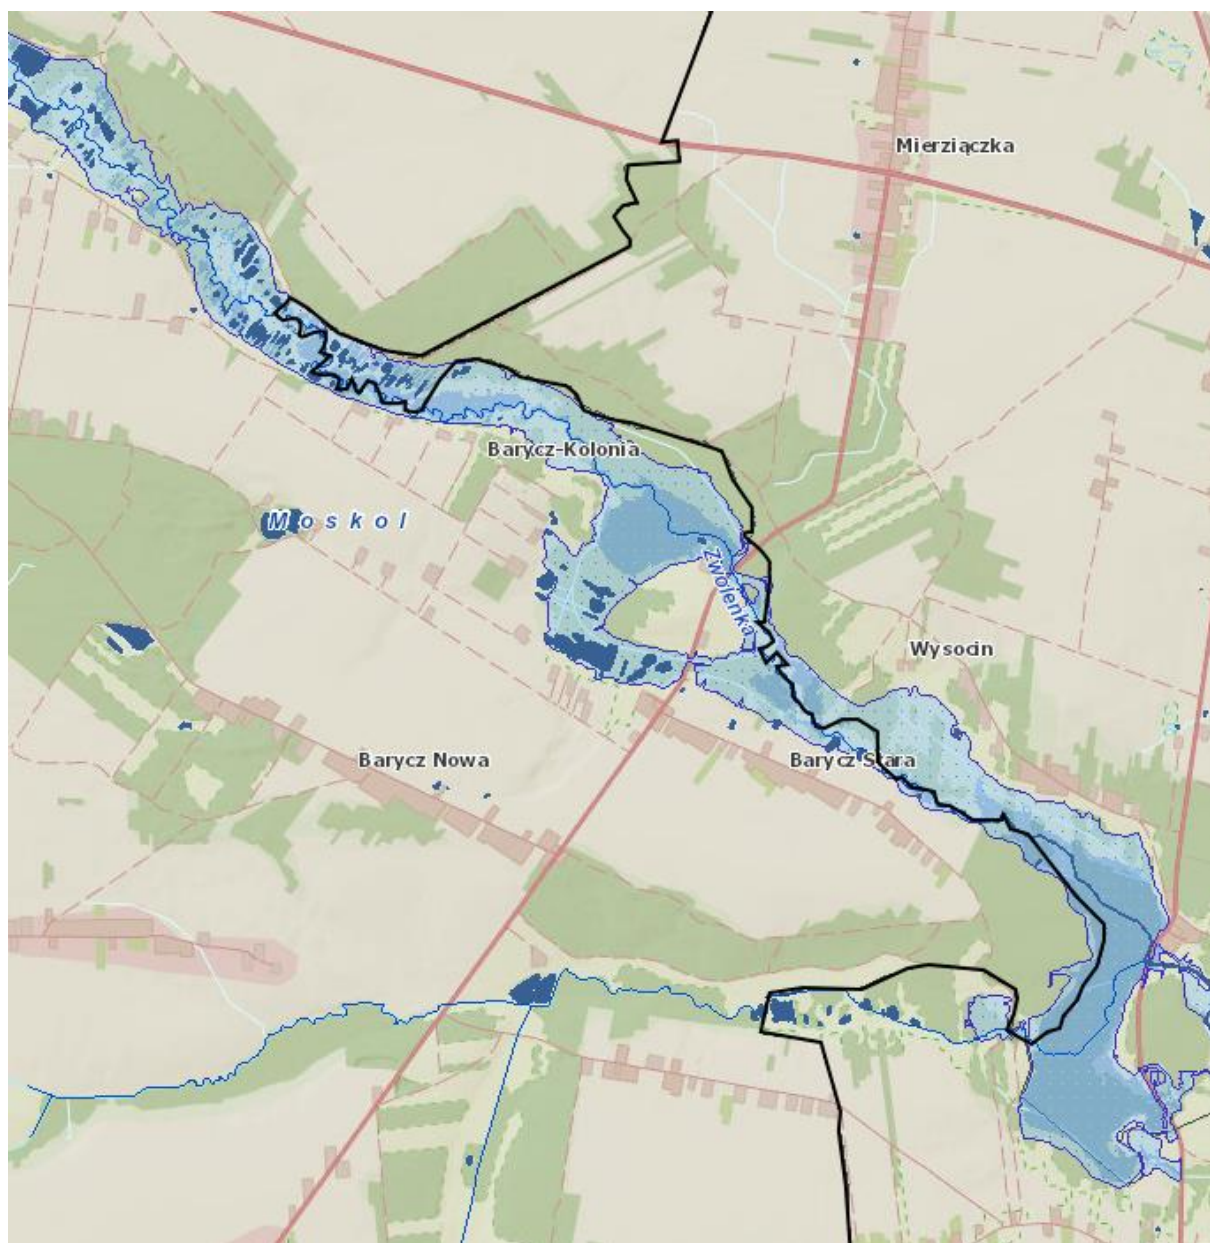 Mierziączka
Barycz-Kolonia
Moskol
Zwolenka
Wysocin
Barycz Nowa
Barycz Stara